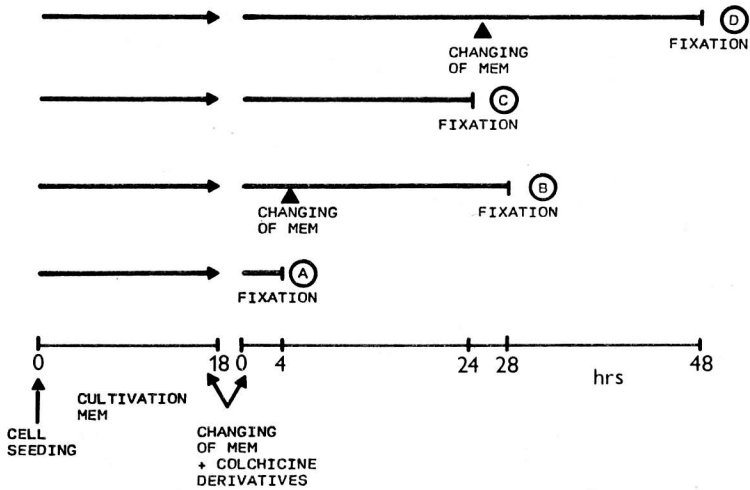 D
CHANGING
OF MEM
FIXATION
C
FIXATION
B
CHANGING
OF MEM
FIXATION
A
FIXATION
0 18 0 4 24 28 hrs 48
CULTIVATION
MEM
CELL
SEEDING
CHANGING
OF MEM
+ COLCHICINE
DERIVATIVES